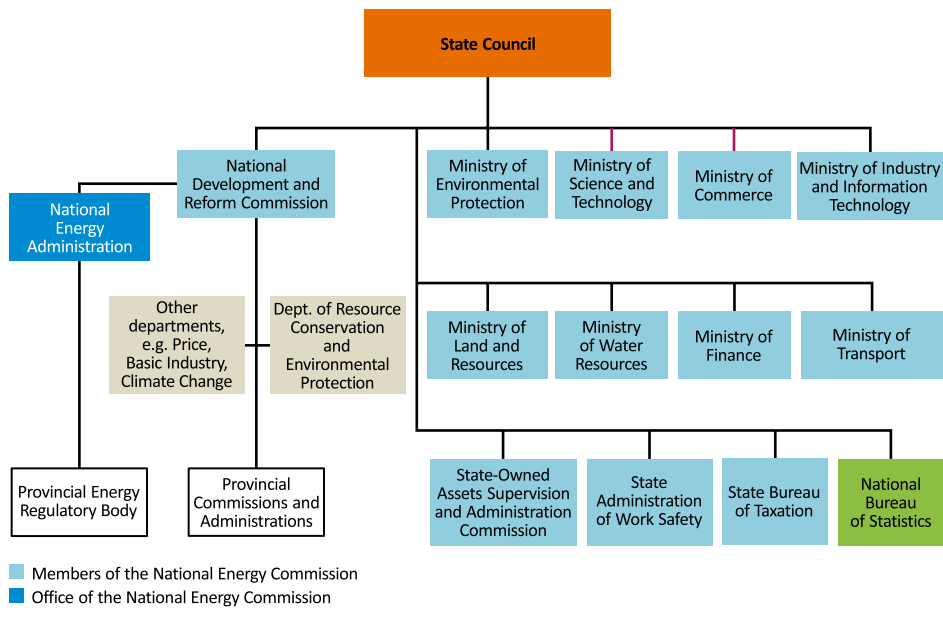 State Council
National
Development and
Reform Commission
Ministry of
Environmental
Protection
Ministry of
Science and
Technology
Ministry of
Commerce
Ministry of Industry
and Information
Technology
National
Energy
Administration
Other
departments,
e.g. Price,
Basic Industry,
Climate Change
Dept. of Resource
Conservation
and
Environmental
Protection
Ministry of
Land and
Resources
Ministry
of Water
Resources
Ministry of
Finance
Ministry of
Transport
Provincial Energy
Regulatory Body
Provincial
Commissions and
Administrations
State-Owned
Assets Supervision
and Administration
Commission
State
Administration
of Work Safety
State Bureau
of Taxation
National
Bureau
of Statistics
Members of the National Energy Commission
Office of the National Energy Commission